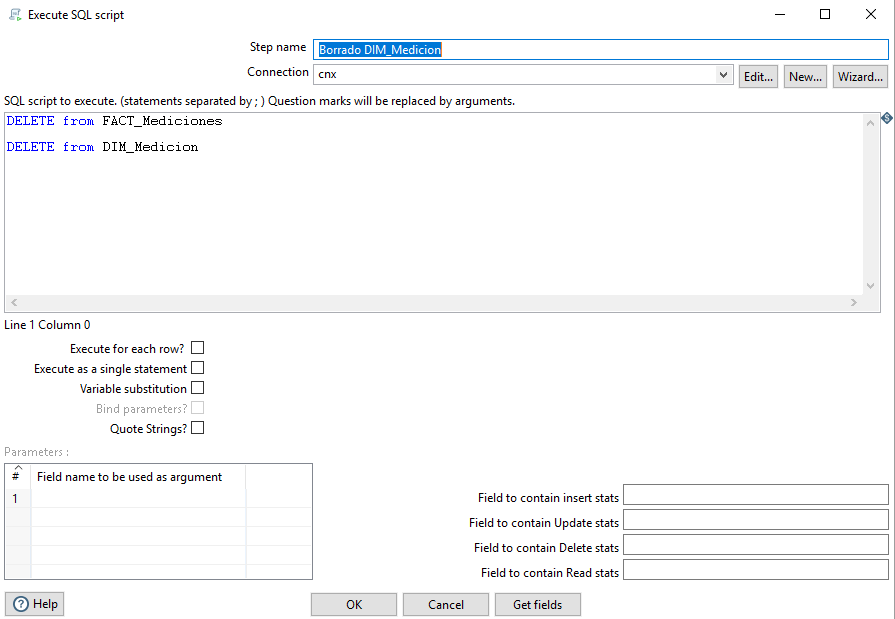 Execute SQL script
Step name Borrado DIM_Medicion
Connection cnx Edit... New... Wizard...
SQL script to execute. (statements separated by ; ) Question marks will be replaced by arguments.
DELETE from FACT_Mediciones
DELETE from DIM_Medicion
Line 1 Column 0
Execute for each row?
Execute as a single statement
Variable substitution
Bind parameters?
Quote Strings?
Parameters :
# Field name to be used as argument
1
Field to contain insert stats
Field to contain Update stats
Field to contain Delete stats
Field to contain Read stats
Help OK Cancel Get fields